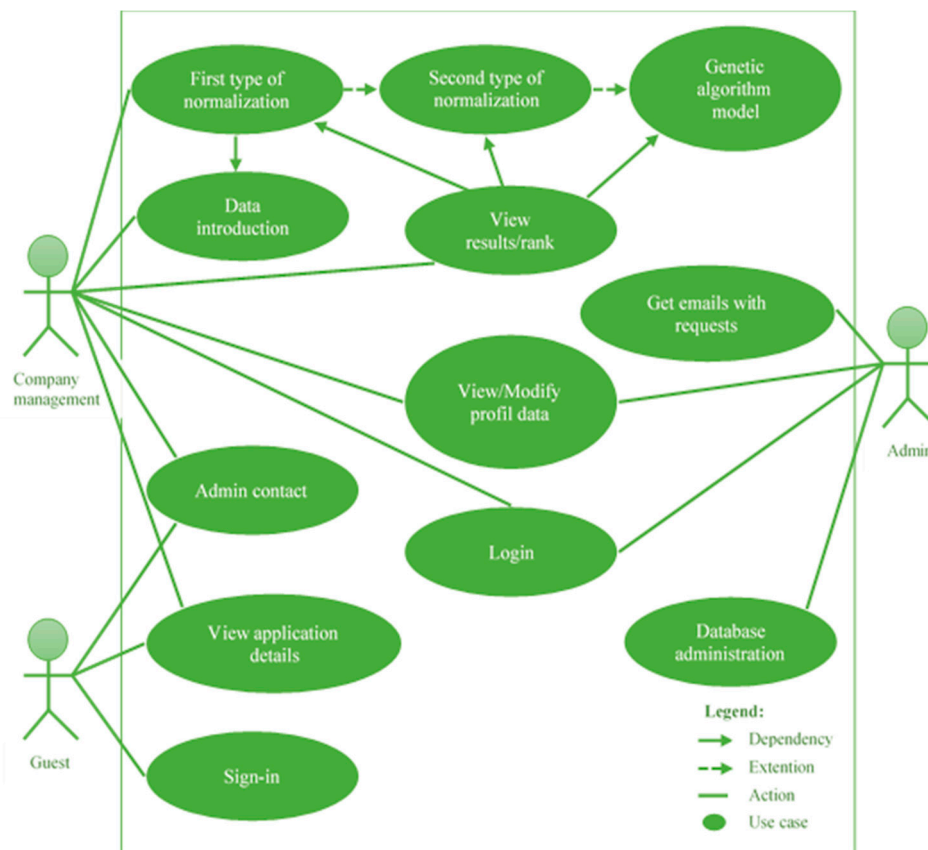 First type of
normalization
Second type of
normalization
Genetic
algorithm
model
Data
introduction
View
results/rank
Get emails with
requests
Company
management
View/Modify
profil data
Admin
Admin contact
Login
View application
details
Database
administration
Guest
Sign-in
Legend:
Dependency
Extention
Action
Use case